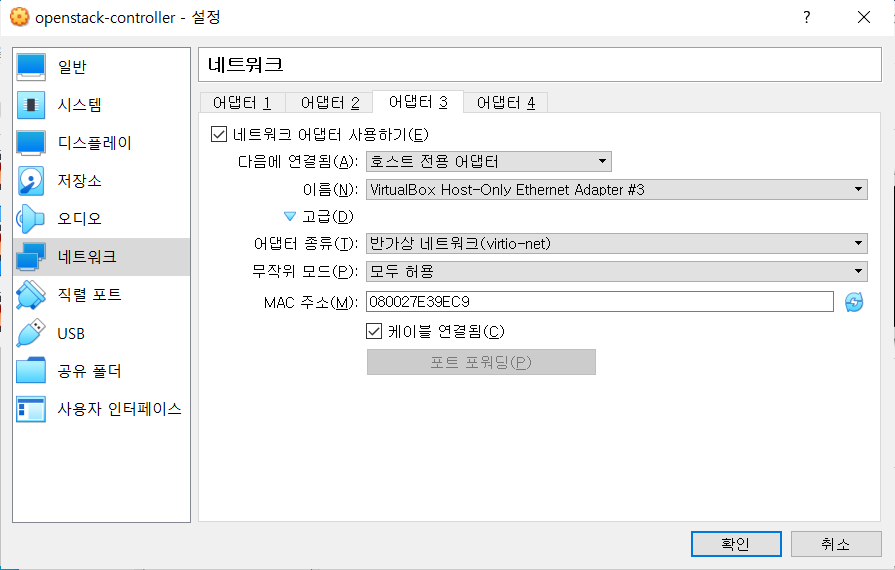 openstack-controller - 설정
?
일반
시스템
디스플레이
저장소
오디오
네트워크
직렬 포트
USB
공유 폴더
사용자 인터페이스
네트워크
어댑터 1 어댑터 2 어댑터 3 어댑터 4
네트워크 어댑터 사용하기(E)
다음에 연결됨(A): 호스트 전용 어댑터
이름(N): VirtualBox Host-Only Ethernet Adapter #3
고급(D)
어댑터 종류(T): 반가상 네트워크(virtio-net)
무작위 모드(P): 모두 허용
MAC 주소(M): 080027E39EC9
케이블 연결됨(C)
포트 포워딩(P)
확인 취소